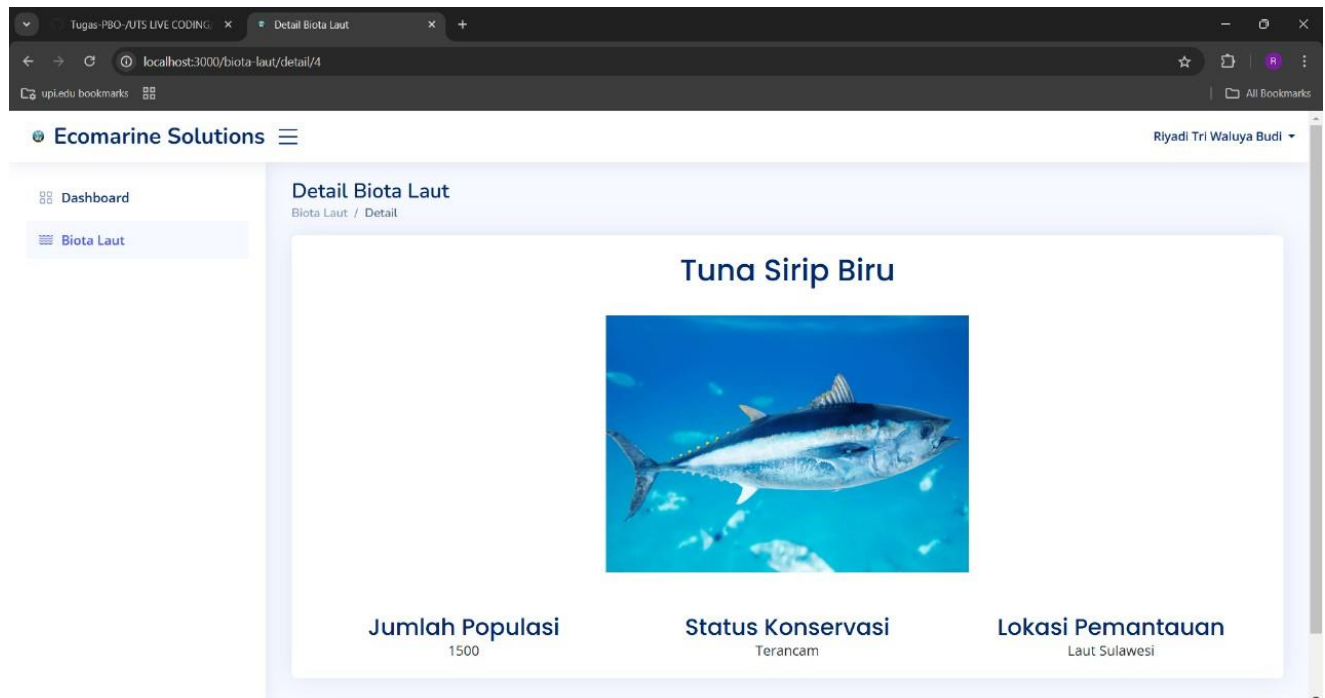 Tugas-PBO-/UTS LIVE CODING/
Detail Biota Laut
localhost:3000/biota-laut/detail/4
R
upi.edu bookmarks
All Bookmarks
Ecomarine Solutions
Riyadi Tri Waluya Budi
Dashboard
Biota Laut
Detail Biota Laut
Biota Laut / Detail
Tuna Sirip Biru
Jumlah Populasi
1500
Status Konservasi
Terancam
Lokasi Pemantauan
Laut Sulawesi